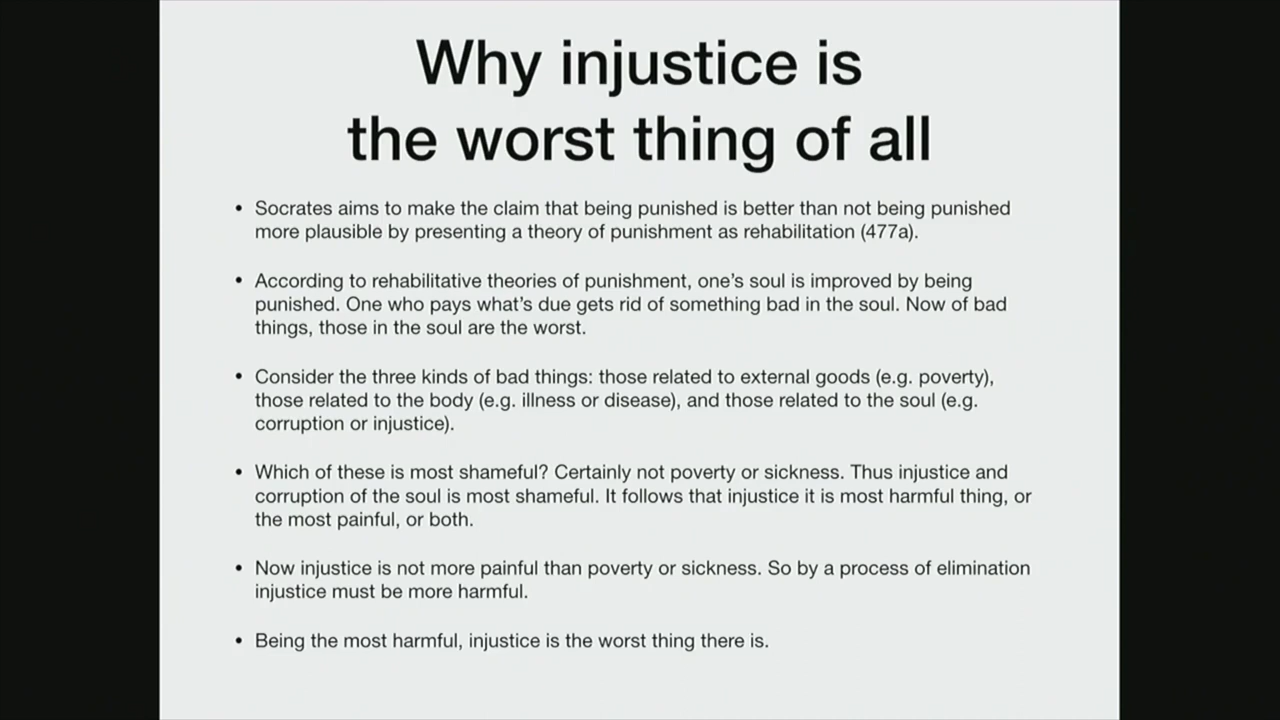 Why injustice is
the worst thing of all
• Socrates aims to make the claim that being punished is better than not being punished
more plausible by presenting a theory of punishment as rehabilitation (477a).
• According to rehabilitative theories of punishment, one’s soul is improved by being
punished. One who pays what’s due gets rid of something bad in the soul. Now of bad
things, those in the soul are the worst.
• Consider the three kinds of bad things: those related to external goods (e.g. poverty),
those related to the body (e.g. illness or disease), and those related to the soul (e.g.
corruption or injustice).
• Which of these is most shameful? Certainly not poverty or sickness. Thus injustice and
corruption of the soul is most shameful. It follows that injustice it is most harmful thing, or
the most painful, or both.
• Now injustice is not more painful than poverty or sickness. So by a process of elimination
injustice must be more harmful.
• Being the most harmful, injustice is the worst thing there is.